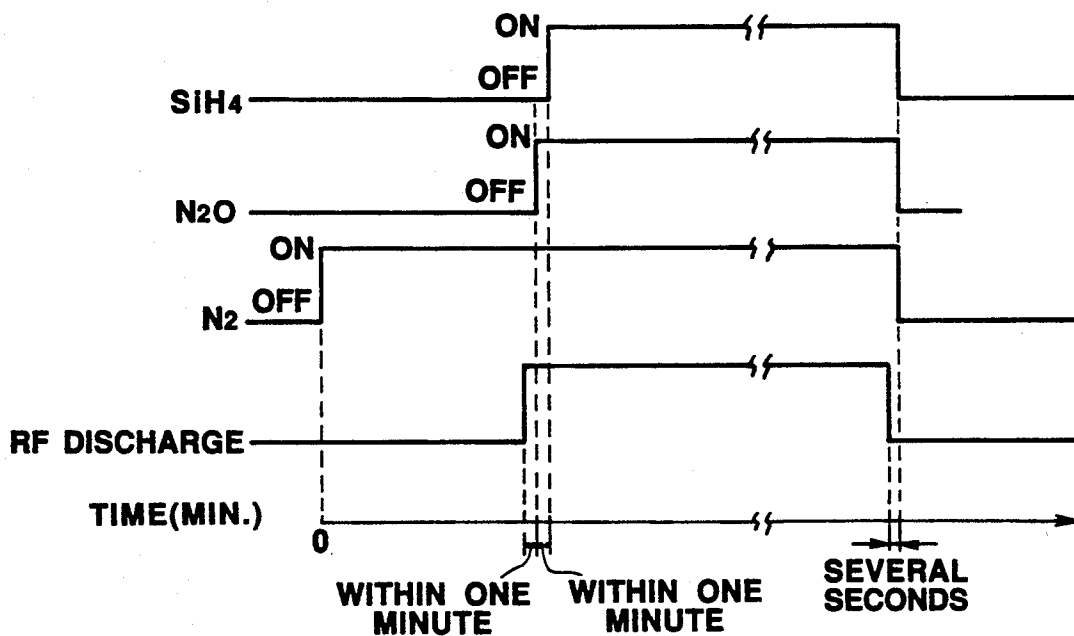 ON
OFF
SiH4
ON
OFF
N2O
ON
OFF
N2
RF DISCHARGE
TIME(MIN.)
0
WITHIN ONE
MINUTE
WITHIN ONE
MINUTE
SEVERAL
SECONDS